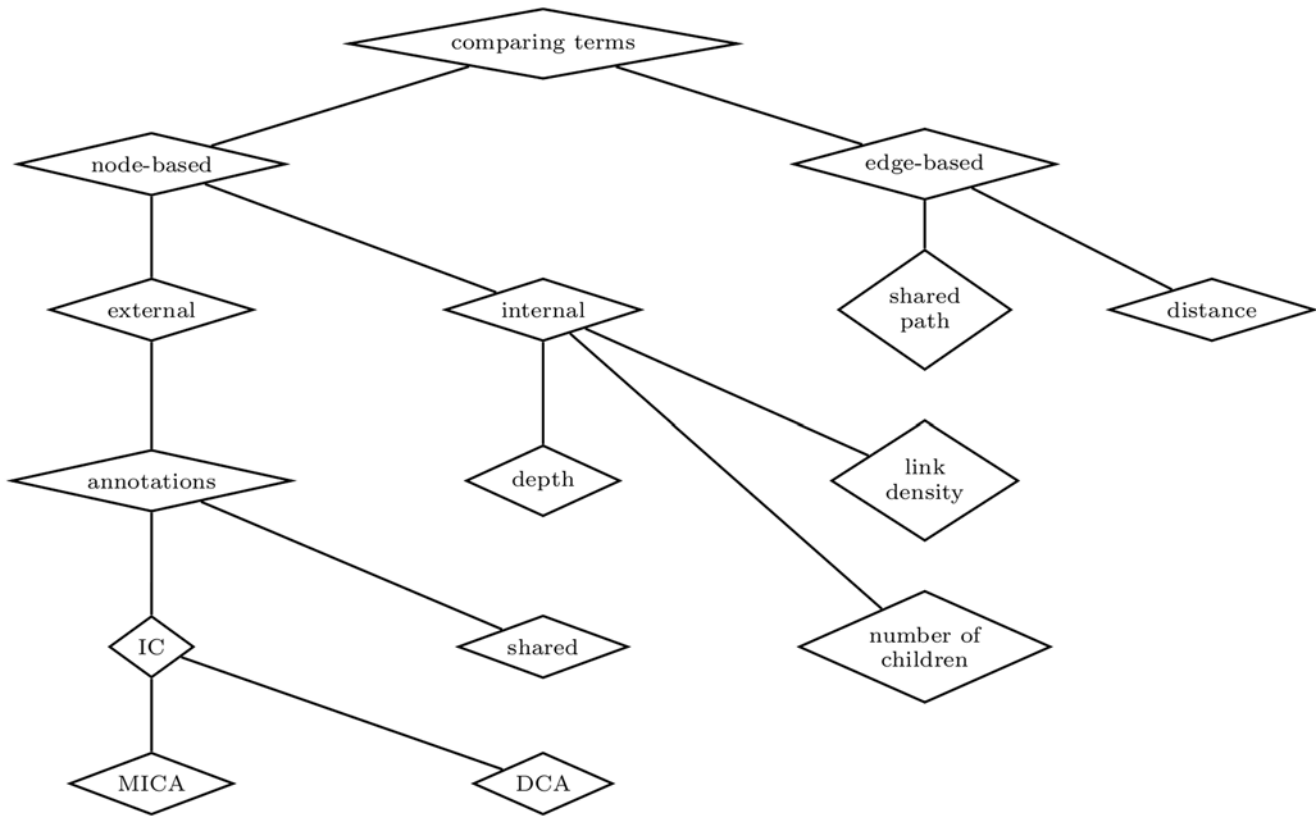 comparing terms
node-based
edge-based
external
internal
shared
path
distance
annotations
depth
link
density
IC
shared
number of
children
MICA
DCA